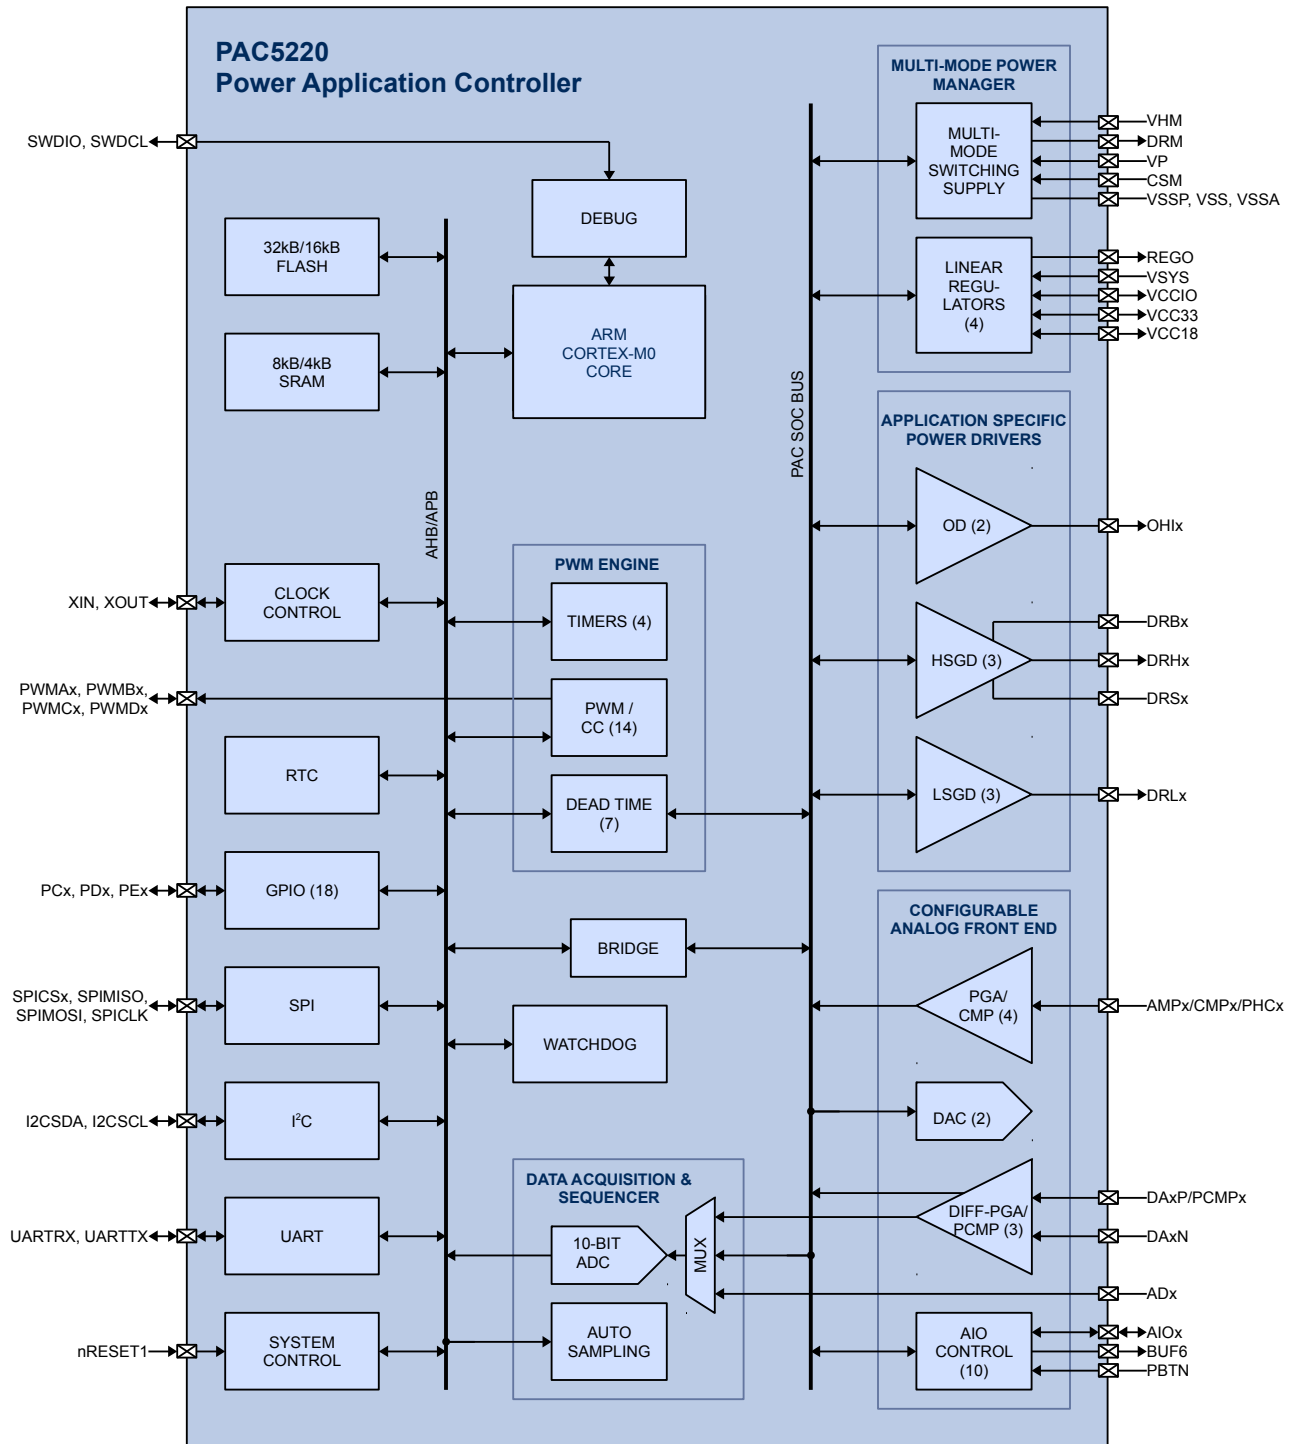 PAC5220
Power Application Controller
SWDIO, SWDCL
DEBUG
32kB/16kB
FLASH
8kB/4kB
SRAM
ARM
CORTEX-M0
CORE
AHB/APB
PAC SOC BUS
XIN, XOUT
CLOCK
CONTROL
PWMAx, PWMBx,
PWMCx, PWMDx
RTC
PCx, PDx, PEx
GPIO (18)
SPICSx, SPIMISO,
SPIMOSI, SPICLK
SPI
I2CSDA, I2CSCL
I²C
UARTRX, UARTTX
UART
nRESET1
SYSTEM
CONTROL
PWM ENGINE
TIMERS (4)
PWM /
CC (14)
DEAD TIME
(7)
BRIDGE
WATCHDOG
DATA ACQUISITION &
SEQUENCER
10-BIT
ADC
MUX
AUTO
SAMPLING
MULTI-MODE POWER
MANAGER
MULTI-
MODE
SWITCHING
SUPPLY
VHM
DRM
VP
CSM
VSSP, VSS, VSSA
LINEAR
REGU-
LATORS
(4)
REGO
VSYS
VCCIO
VCC33
VCC18
APPLICATION SPECIFIC
POWER DRIVERS
OD (2)
OHIx
HSGD (3)
DRBx
DRHx
DRSx
LSGD (3)
DRLx
CONFIGURABLE
ANALOG FRONT END
PGA/
CMP (4)
AMPx/CMPx/PHCx
DAC (2)
DIFF-PGA/
PCMP (3)
DAxP/PCMPx
DAxN
ADx
AIO
CONTROL
(10)
AIOx
BUF6
PBTN